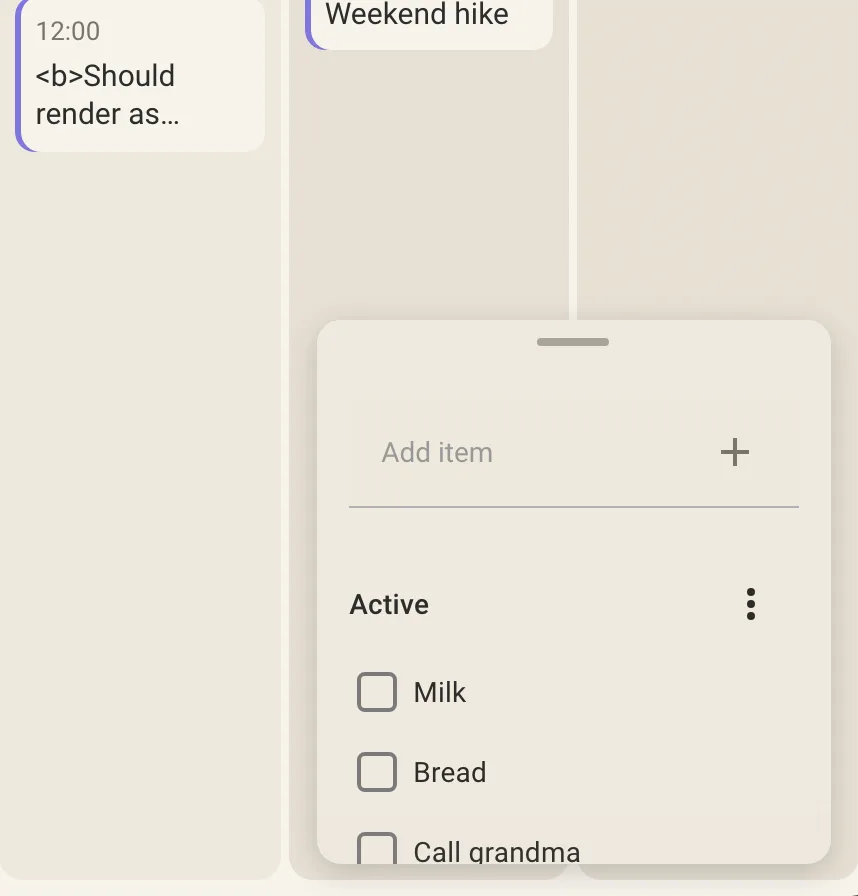 12:00
<b>Should
render as…
Weekend hike
Add item
Active
Milk
Bread
Call grandma